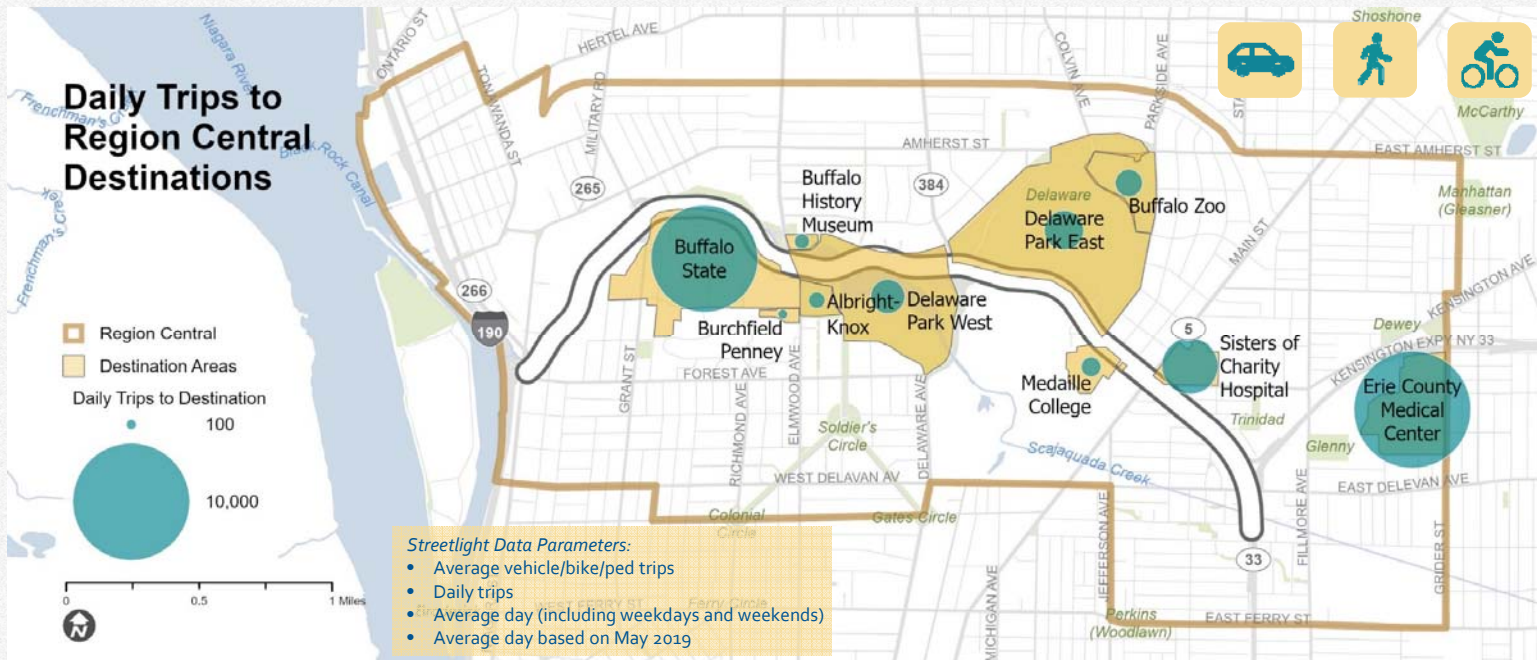 Daily Trips to
Region Central
Destinations
Region Central
Destination Areas
Daily Trips to Destination
100
10,000
0 0.5 1 Miles
N
Streetlight Data Parameters:
• Average vehicle/bike/ped trips
• Daily trips
• Average day (including weekdays and weekends)
• Average day based on May 2019
Niagara River
Frenchman's
Frenchman's Creek
Black Rock Canal
ONTARIO ST
TONAWANDA ST
HERTEL AVE
MILITARY RD
COLVIN AVE
PARKSIDE AVE
Shoshone
McCarthy
AMHERST ST
EAST AMHERST ST
Manhattan
(Gleasner)
265
384
266
190
5
33
Buffalo
State
Buffalo
History
Museum
Burchfield
Penney
Albright-
Knox
Delaware
Park West
Delaware
Delaware
Park East
Buffalo Zoo
MAIN ST
Medaille
College
Sisters of
Charity
Hospital
Erie County
Medical
Center
Dewey
KENSINGTON AVE
KENSINGTON EXPY NY 33
Trinidad
Glenny
GRANT ST
FOREST AVE
RICHMOND AVE
ELMWOOD AVE
Soldier's
Circle
DELAWARE AVE
WEST DELAVAN AV
Scajaquada Creek
EAST DELEVAN AVE
Colonial
Circle
Gates Circle
JEFFERSON AVE
FILLMORE AVE
GRIDER ST
MICHIGAN AVE
WEST FERRY ST
Ferry Circle
Perkins
(Woodlawn)
EAST FERRY ST